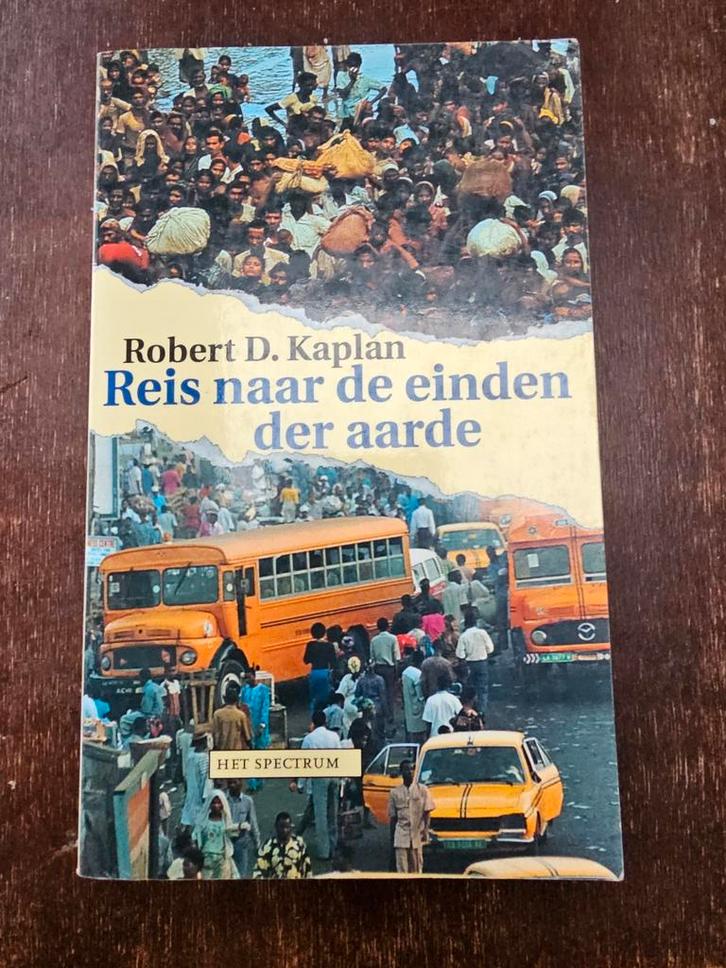 Robert D. Kaplan
Reis naar de einden
der aarde
HET SPECTRUM